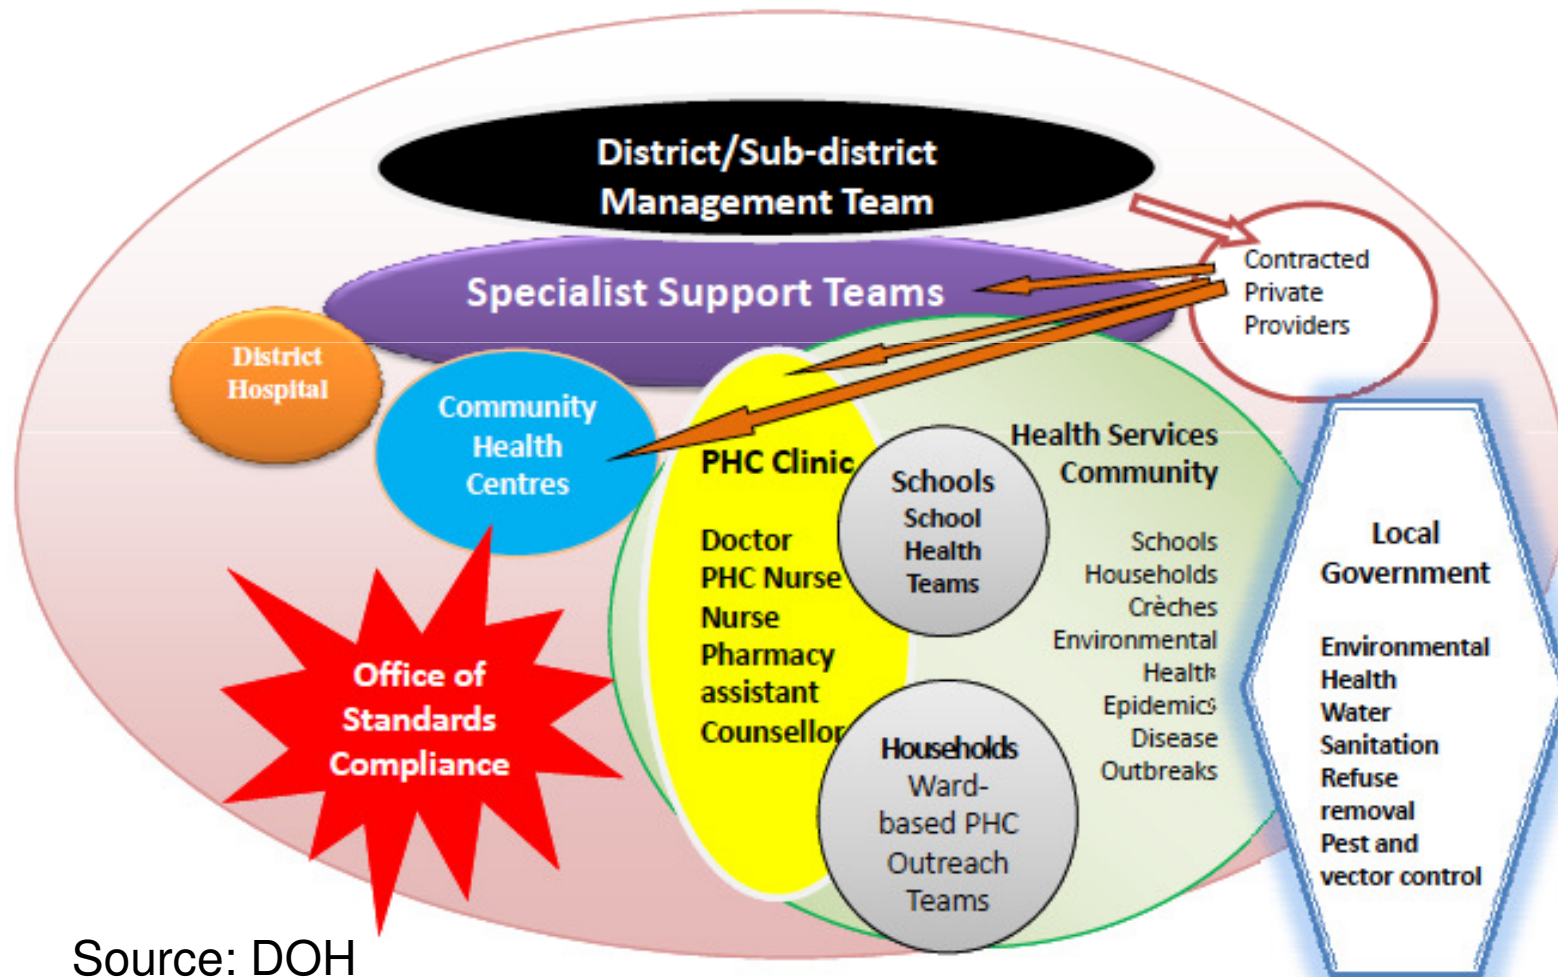 District/Sub-district
Management Team
Specialist Support Teams
Contracted
Private
Providers
District
Hospital
Community
Health
Centres
PHC Clinic
Doctor
PHC Nurse
Nurse
Pharmacy
assistant
Counsellor
Schools
School
Health
Teams
Households
Ward-
based PHC
Outreach
Teams
Health Services
Community
Schools
Households
Crèches
Environmental
Health
Epidemics
Disease
Outbreaks
Local
Government
Environmental
Health
Water
Sanitation
Refuse
removal
Pest and
vector control
Office of
Standards
Compliance
Source: DOH